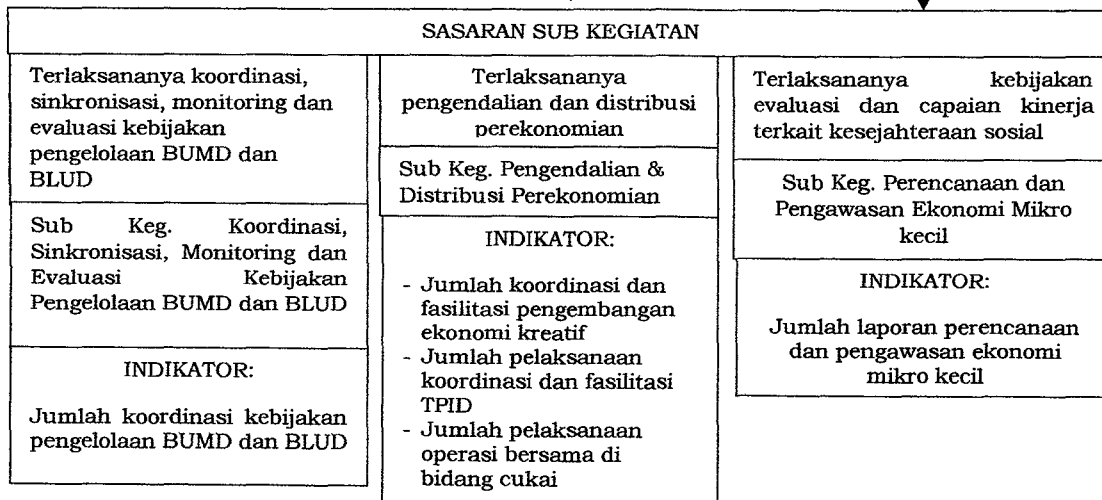 SASARAN SUB KEGIATAN
Terlaksananya koordinasi,
sinkronisasi, monitoring dan
evaluasi kebijakan
pengelolaan BUMD dan
BLUD
Sub Keg. Koordinasi,
Sinkronisasi, Monitoring dan
Evaluasi Kebijakan
Pengelolaan BUMD dan BLUD
INDIKATOR:
Jumlah koordinasi kebijakan
pengelolaan BUMD dan BLUD
Terlaksananya
pengendalian dan distribusi
perekonomian
Sub Keg. Pengendalian &
Distribusi Perekonomian
INDIKATOR:
- Jumlah koordinasi dan
fasilitasi pengembangan
ekonomi kreatif
- Jumlah pelaksanaan
koordinasi dan fasilitasi
TPID
- Jumlah pelaksanaan
operasi bersama di
bidang cukai
Terlaksananya kebijakan
evaluasi dan capaian kinerja
terkait kesejahteraan sosial
Sub Keg. Perencanaan dan
Pengawasan Ekonomi Mikro
kecil
INDIKATOR:
Jumlah laporan perencanaan
dan pengawasan ekonomi
mikro kecil